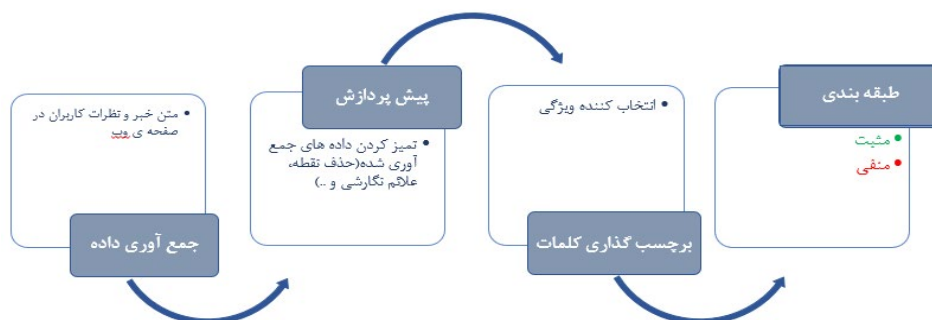 متن خبر و نظرات کاربران در
صفحه ی وب
جمع آوری داده
پیش پردازش
تمیز کردن داده های جمع
آوری شده(حذف نقطه،
علائم نگارشی و ..)
انتخاب کننده ویژگی
برچسب گذاری کلمات
طبقه بندی
مثبت
منفی